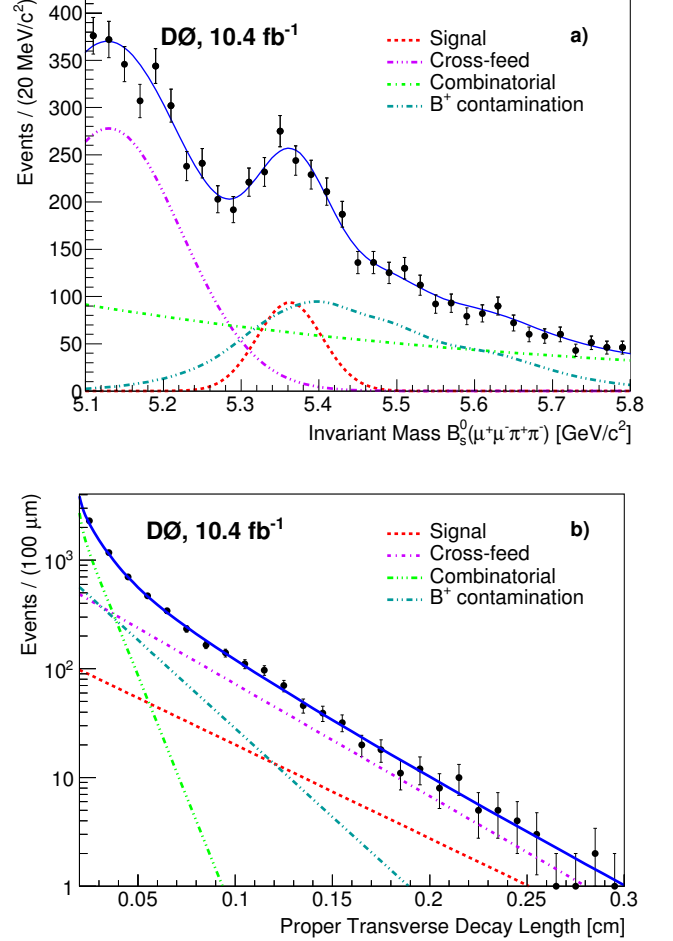 400
350
300
250
200
150
100
50
0
Events / (20 MeV/c²)
DØ, 10.4 fb⁻¹
a)
Signal
Cross-feed
Combinatorial
B⁺ contamination
5.1 5.2 5.3 5.4 5.5 5.6 5.7 5.8
Invariant Mass B⁰ₛ(μ⁺μ⁻π⁺π⁻) [GeV/c²]
Events / (100 μm)
10³
10²
10
1
DØ, 10.4 fb⁻¹
b)
Signal
Cross-feed
Combinatorial
B⁺ contamination
0.05 0.1 0.15 0.2 0.25 0.3
Proper Transverse Decay Length [cm]